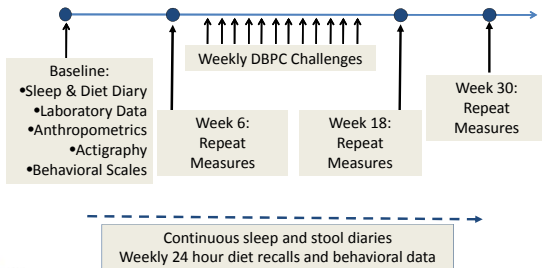 Baseline:
•Sleep & Diet Diary
•Laboratory Data
•Anthropometrics
•Actigraphy
•Behavioral Scales
Weekly DBPC Challenges
Week 6:
Repeat
Measures
Week 18:
Repeat
Measures
Week 30:
Repeat
Measures
Continuous sleep and stool diaries
Weekly 24 hour diet recalls and behavioral data